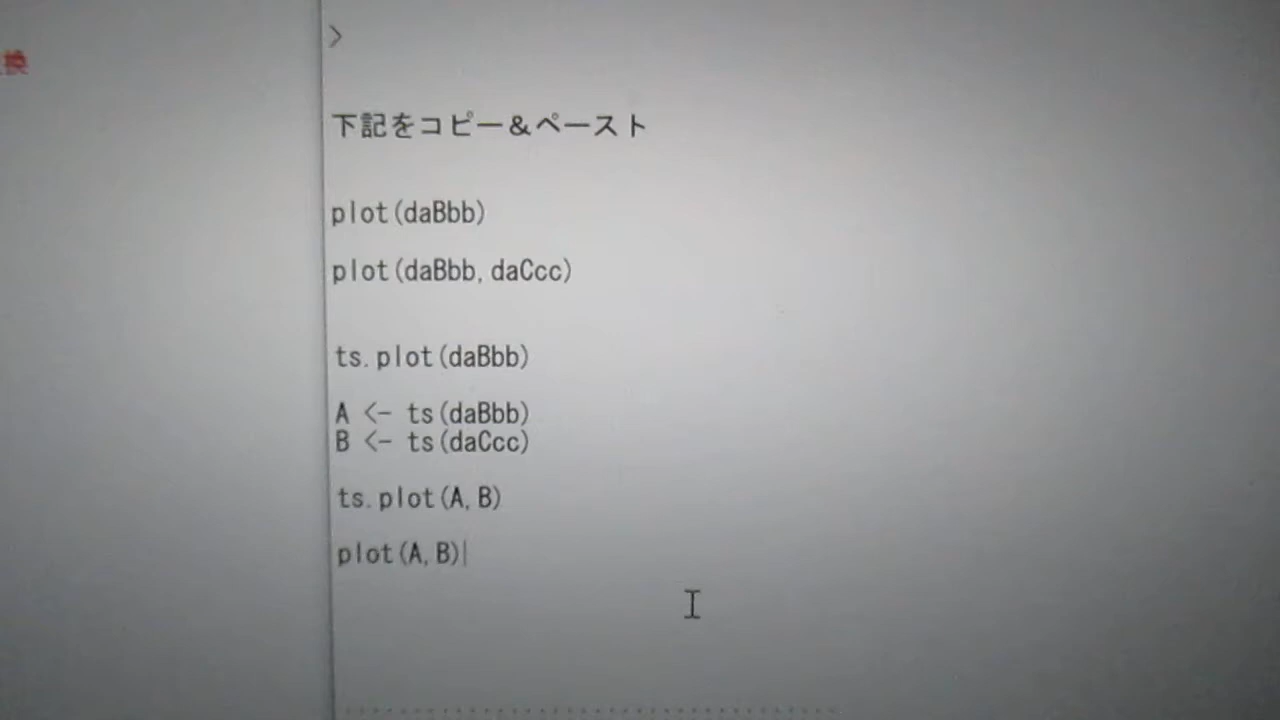 換
>
下記をコピー＆ペースト
plot(daBbb)
plot(daBbb,daCcc)
ts.plot(daBbb)
A <- ts(daBbb)
B <- ts(daCcc)
ts.plot(A,B)
plot(A,B)